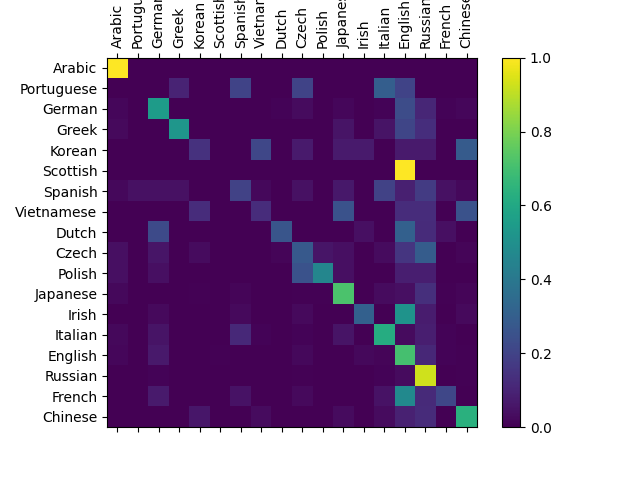 Arabic
Portugu
German
Greek
Korean
Scottish
Spanish
Vietnam
Dutch
Czech
Polish
Japanes
Irish
Italian
English
Russian
French
Chinese
Arabic
Portuguese
German
Greek
Korean
Scottish
Spanish
Vietnamese
Dutch
Czech
Polish
Japanese
Irish
Italian
English
Russian
French
Chinese
1.0
0.8
0.6
0.4
0.2
0.0